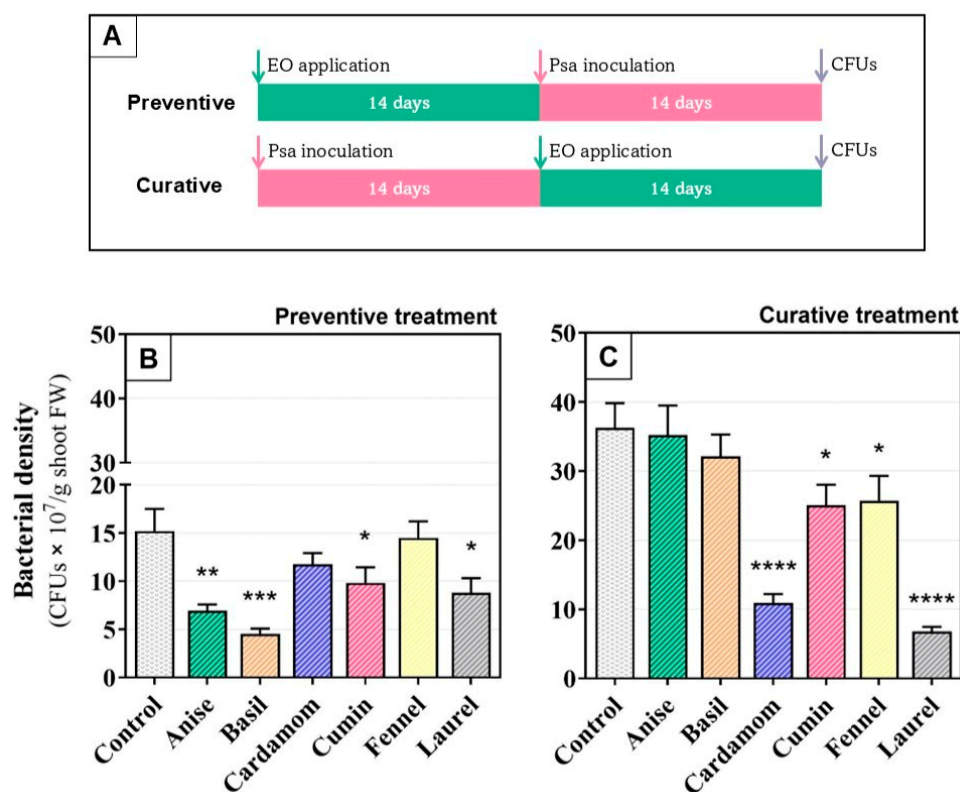 A
EO application
Psa inoculation
CFUs
Preventive
14 days
14 days
Psa inoculation
EO application
CFUs
Curative
14 days
14 days
Preventive treatment
B
Bacterial density
(CFUs × 10⁷/g shoot FW)
50
40
30
20
15
10
5
0
**
***
*
*
Control
Anise
Basil
Cardamom
Cumin
Fennel
Laurel
Curative treatment
C
50
40
30
20
10
0
****
*
*
****
Control
Anise
Basil
Cardamom
Cumin
Fennel
Laurel